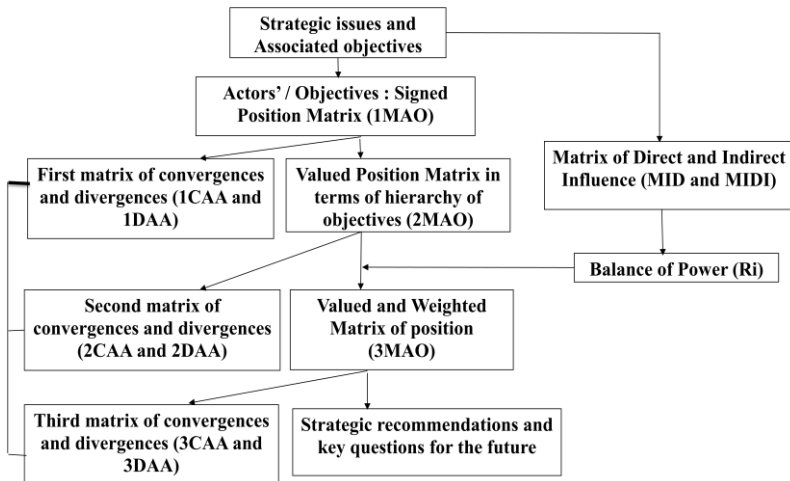 Strategic issues and
Associated objectives
Actors’ / Objectives : Signed
Position Matrix (1MAO)
First matrix of convergences
and divergences (1CAA and
1DAA)
Valued Position Matrix in
terms of hierarchy of
objectives (2MAO)
Matrix of Direct and Indirect
Influence (MID and MIDI)
Balance of Power (Ri)
Second matrix of
convergences and divergences
(2CAA and 2DAA)
Valued and Weighted
Matrix of position
(3MAO)
Third matrix of convergences
and divergences (3CAA and
3DAA)
Strategic recommendations and
key questions for the future